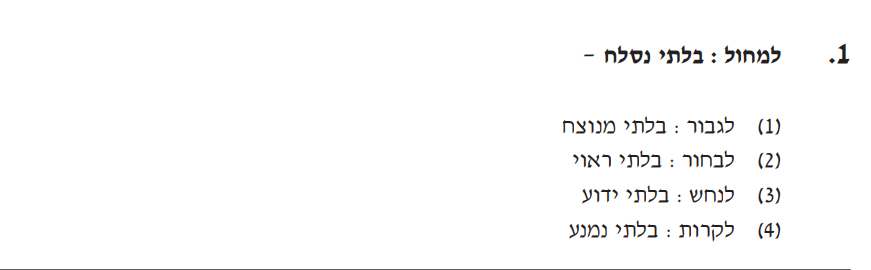 1. למחול : בלתי נסלח –
(1) לגבור : בלתי מנוצח
(2) לבחור : בלתי ראוי
(3) לנחש : בלתי ידוע
(4) לקרות : בלתי נמנע